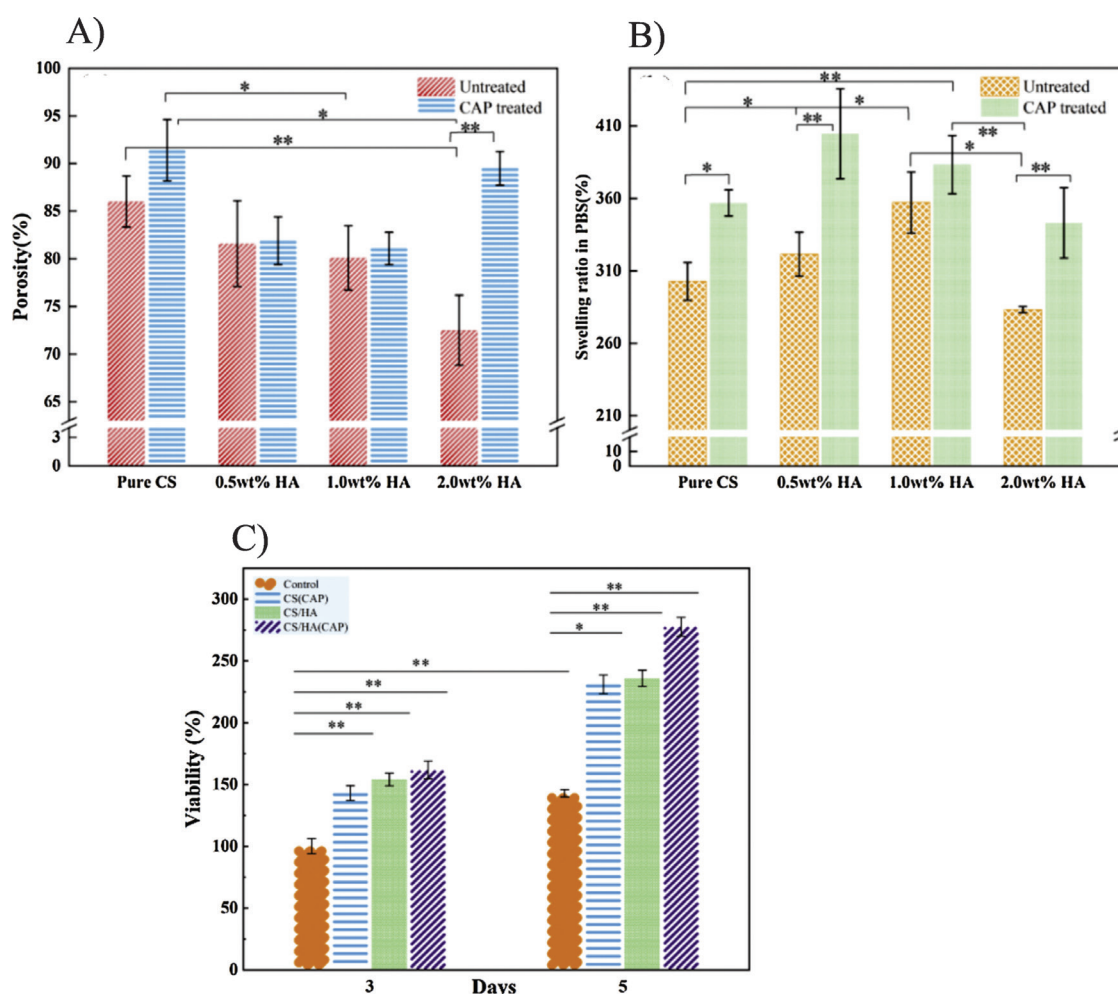 A)
Porosity(%)
100
95
90
85
80
75
70
65
3
0
Untreated
CAP treated
*
*
**
**
Pure CS 0.5wt% HA 1.0wt% HA 2.0wt% HA
B)
Swelling ratio in PBS(%)
410
360
310
260
210
10
0
Untreated
CAP treated
**
*
*
**
**
*
*
**
Pure CS 0.5wt% HA 1.0wt% HA 2.0wt% HA
C)
Viability (%)
300
250
200
150
100
50
0
Control
CS(CAP)
CS/HA
CS/HA(CAP)
**
**
*
**
**
**
**
3 Days 5